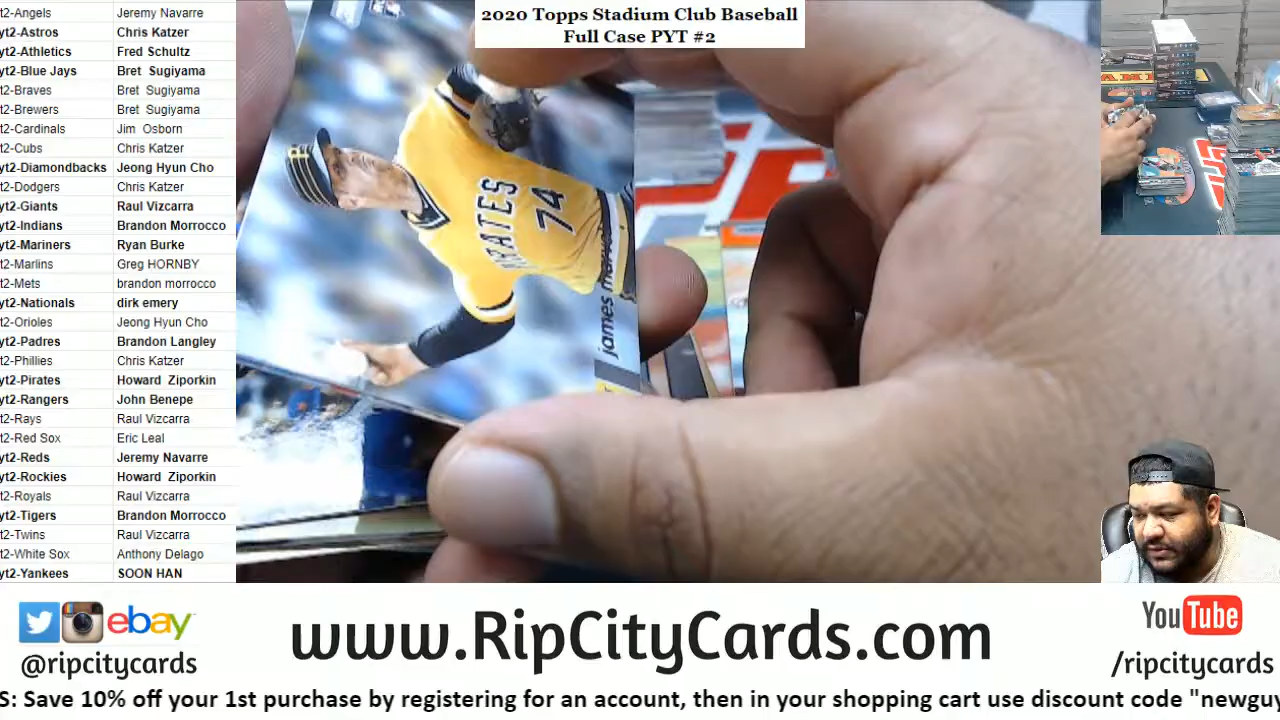 2020 Topps Stadium Club Baseball
Full Case PYT #2
t2-Angels Jeremy Navarre
yt2-Astros Chris Katzer
yt2-Athletics Fred Schultz
yt2-Blue Jays Bret Sugiyama
t2-Braves Bret Sugiyama
t2-Brewers Bret Sugiyama
t2-Cardinals Jim Osborn
t2-Cubs Chris Katzer
yt2-Diamondbacks Jeong Hyun Cho
t2-Dodgers Chris Katzer
yt2-Giants Raul Vizcarra
yt2-Indians Brandon Morrocco
yt2-Mariners Ryan Burke
t2-Marlins Greg HORNBY
t2-Mets brandon morrocco
yt2-Nationals dirk emery
t2-Orioles Jeong Hyun Cho
yt2-Padres Brandon Langley
t2-Phillies Chris Katzer
yt2-Pirates Howard Ziporkin
yt2-Rangers John Benepe
t2-Rays Raul Vizcarra
t2-Red Sox Eric Leal
yt2-Reds Jeremy Navarre
yt2-Rockies Howard Ziporkin
t2-Royals Raul Vizcarra
yt2-Tigers Brandon Morrocco
t2-Twins Raul Vizcarra
t2-White Sox Anthony Delago
yt2-Yankees SOON HAN
PIRATES
74
james
ebay
@ripcitycards
www.RipCityCards.com
YouTube
/ripcitycards
S: Save 10% off your 1st purchase by registering for an account, then in your shopping cart use discount code "newguy